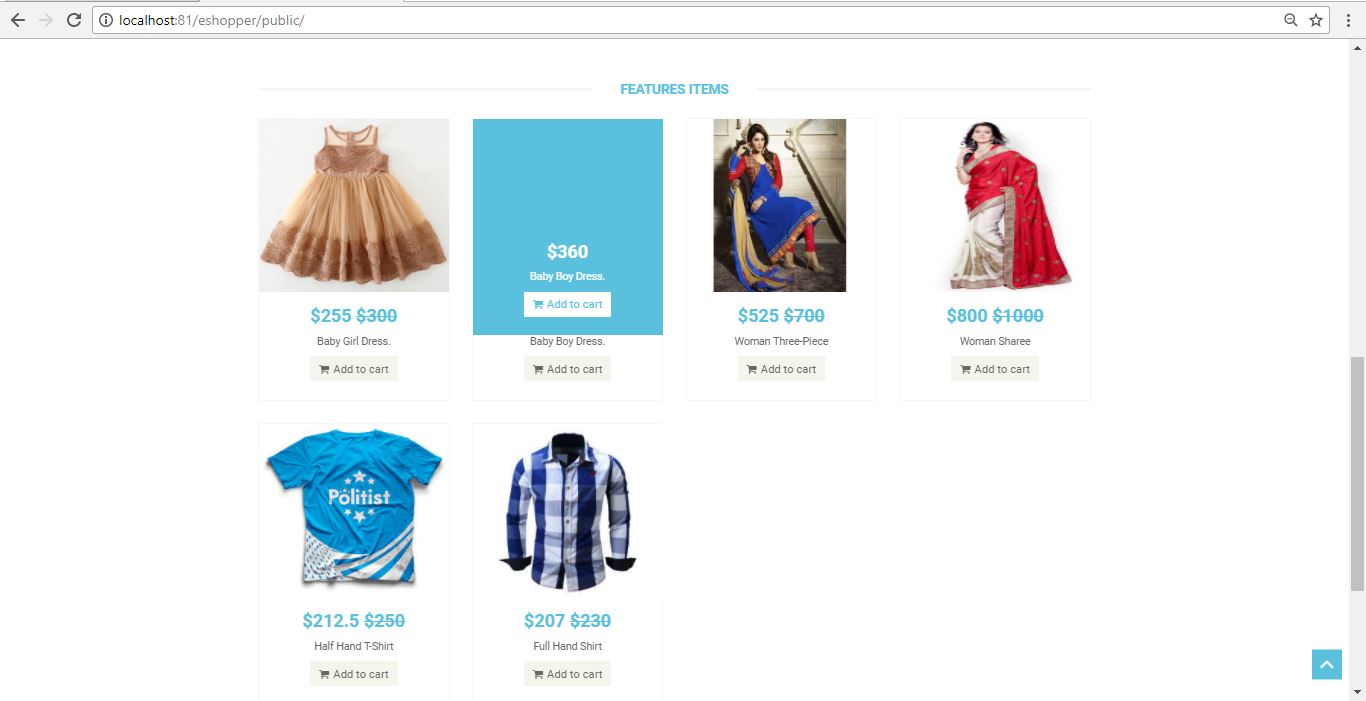 localhost:81/eshopper/public/
FEATURES ITEMS
$255 $300
Baby Girl Dress.
Add to cart
$360
Baby Boy Dress.
Add to cart
Baby Boy Dress.
Add to cart
$525 $700
Woman Three-Piece
Add to cart
$800 $1000
Woman Sharee
Add to cart
Politist
$212.5 $250
Half Hand T-Shirt
Add to cart
$207 $230
Full Hand Shirt
Add to cart